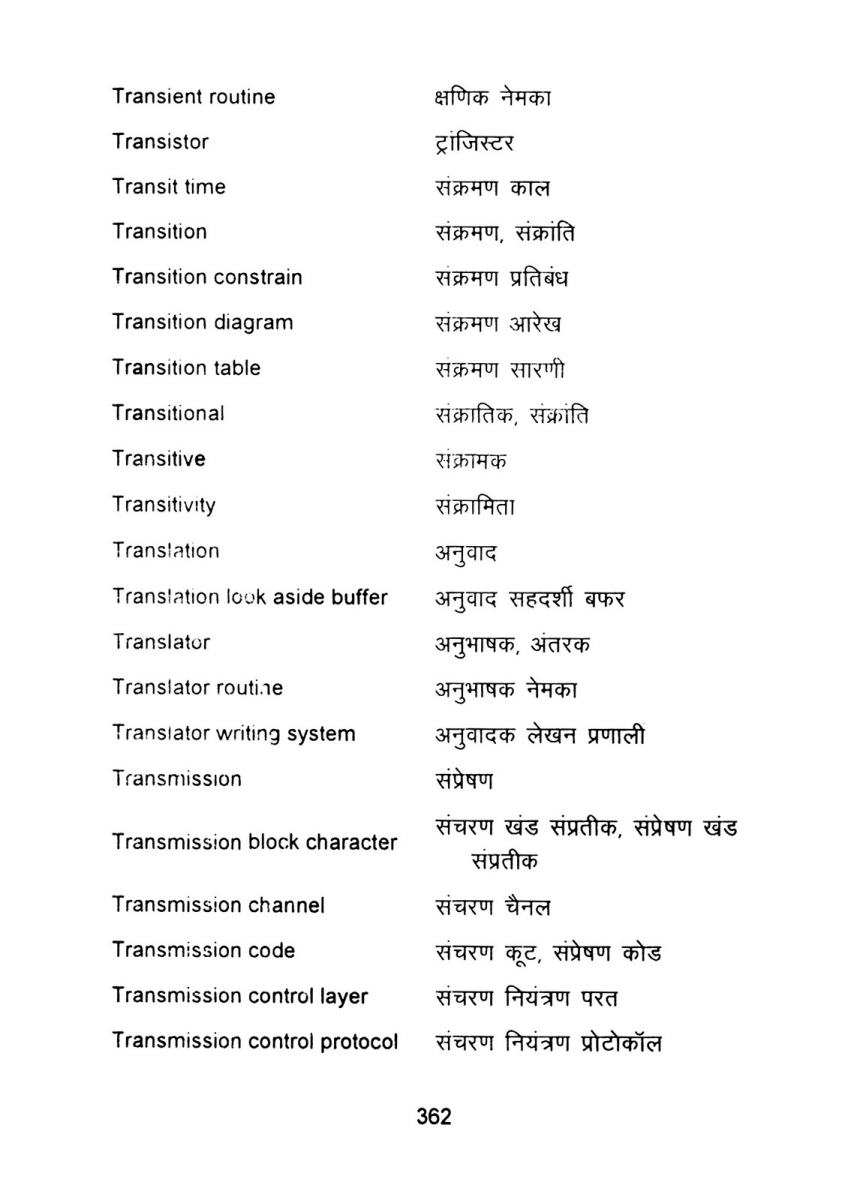 Transient routine क्षणिक नेमका
Transistor ट्रांजिस्टर
Transit time संक्रमण काल
Transition संक्रमण, संक्रांति
Transition constrain संक्रमण प्रतिबंध
Transition diagram संक्रमण आरेख
Transition table संक्रमण सारणी
Transitional संक्रातिक, संक्रांति
Transitive संक्रामक
Transitivity संक्रामिता
Translation अनुवाद
Translation look aside buffer अनुवाद सहदर्शी बफर
Translator अनुभाषक, अंतरक
Translator routine अनुभाषक नेमका
Translator writing system अनुवादक लेखन प्रणाली
Transmission संप्रेषण
Transmission block character संचरण खंड संप्रतीक, संप्रेषण खंड
संप्रतीक
Transmission channel संचरण चैनल
Transmission code संचरण कूट, संप्रेषण कोड
Transmission control layer संचरण नियंत्रण परत
Transmission control protocol संचरण नियंत्रण प्रोटोकॉल
362